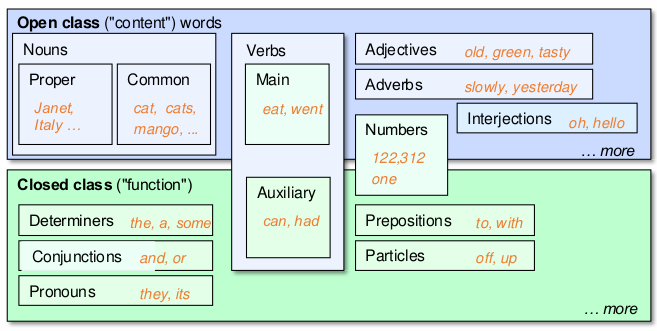 Open class ("content") words
Nouns
Proper
Janet,
Italy …
Common
cat, cats,
mango, ...
Verbs
Main
eat, went
Adjectives old, green, tasty
Adverbs slowly, yesterday
Interjections oh, hello
Numbers
122,312
one
… more
Closed class ("function")
Determiners the, a, some
Conjunctions and, or
Pronouns they, its
Auxiliary
can, had
Prepositions to, with
Particles off, up
… more